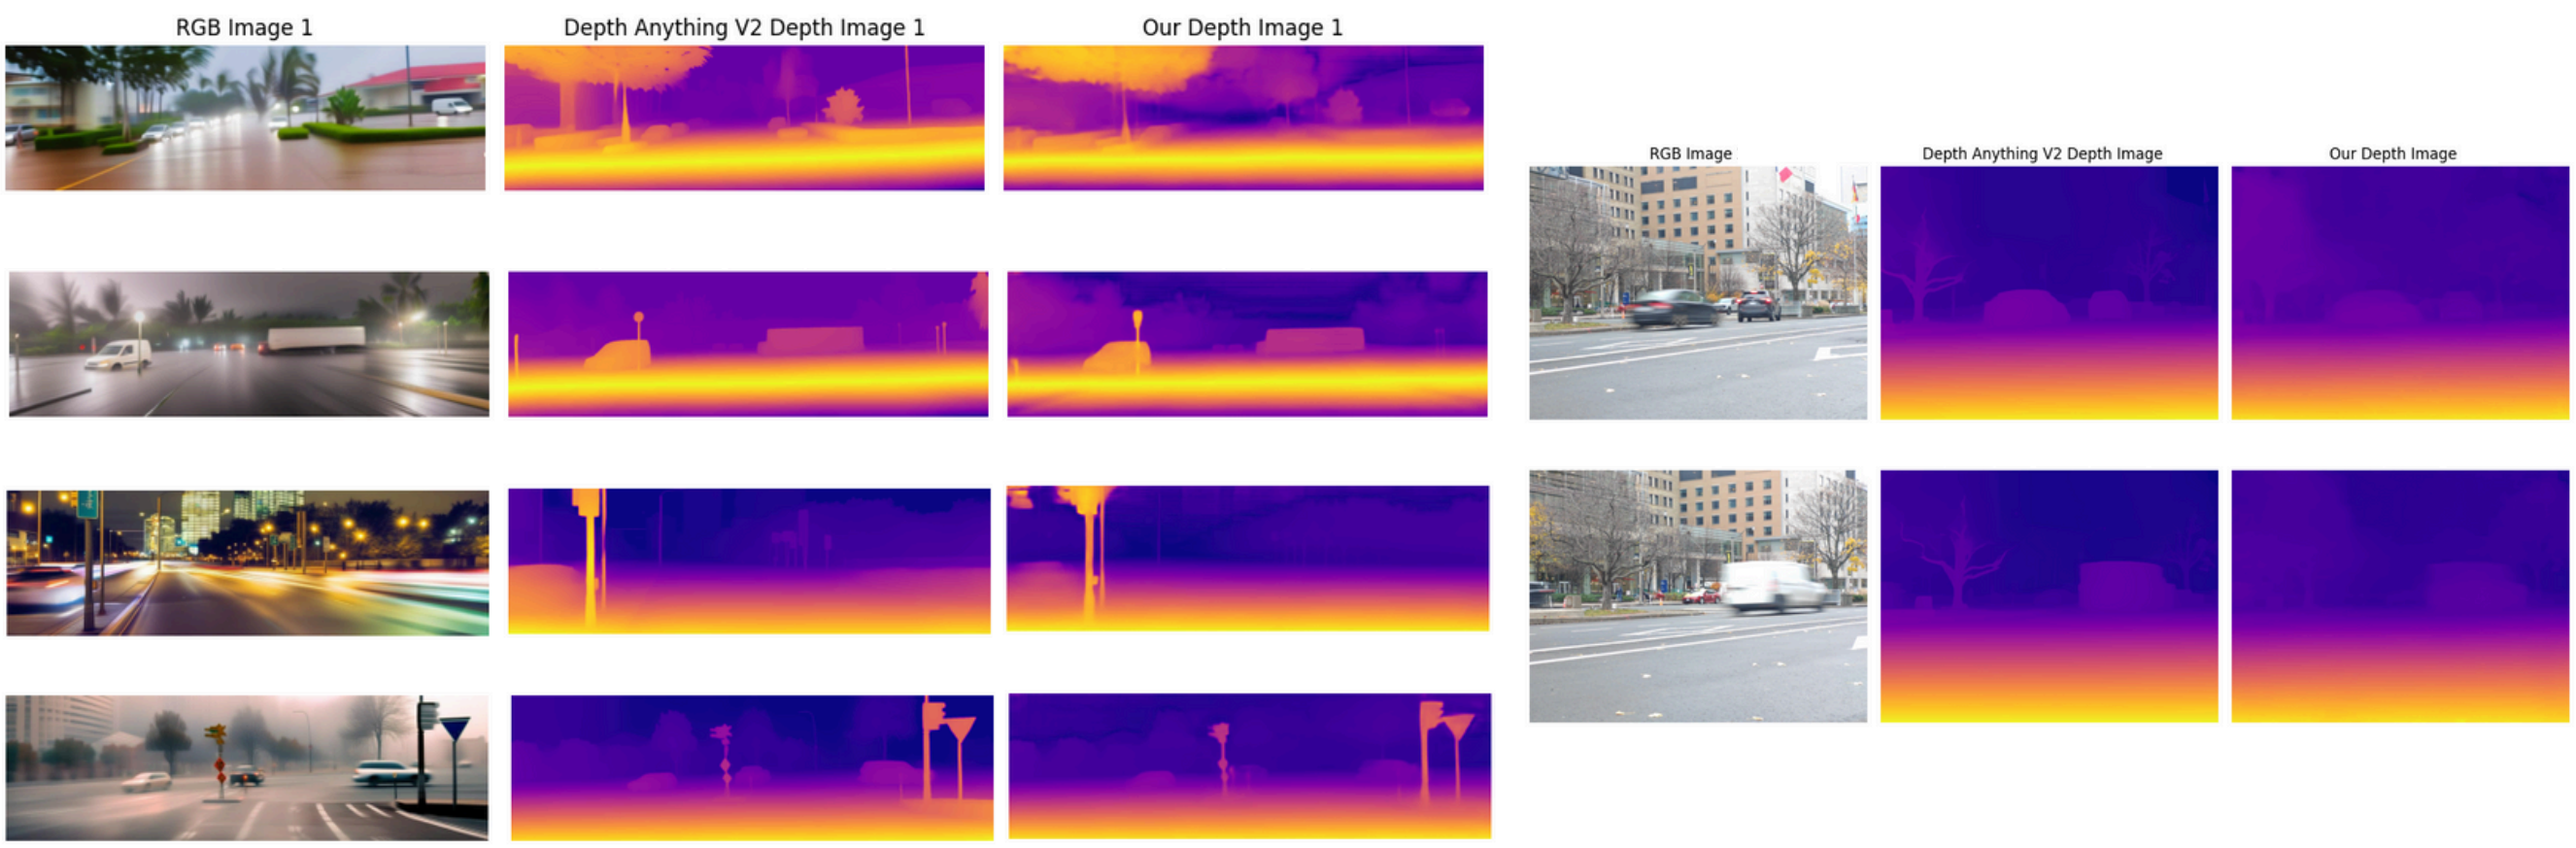 RGB Image 1
Depth Anything V2 Depth Image 1
Our Depth Image 1
RGB Image
Depth Anything V2 Depth Image
Our Depth Image